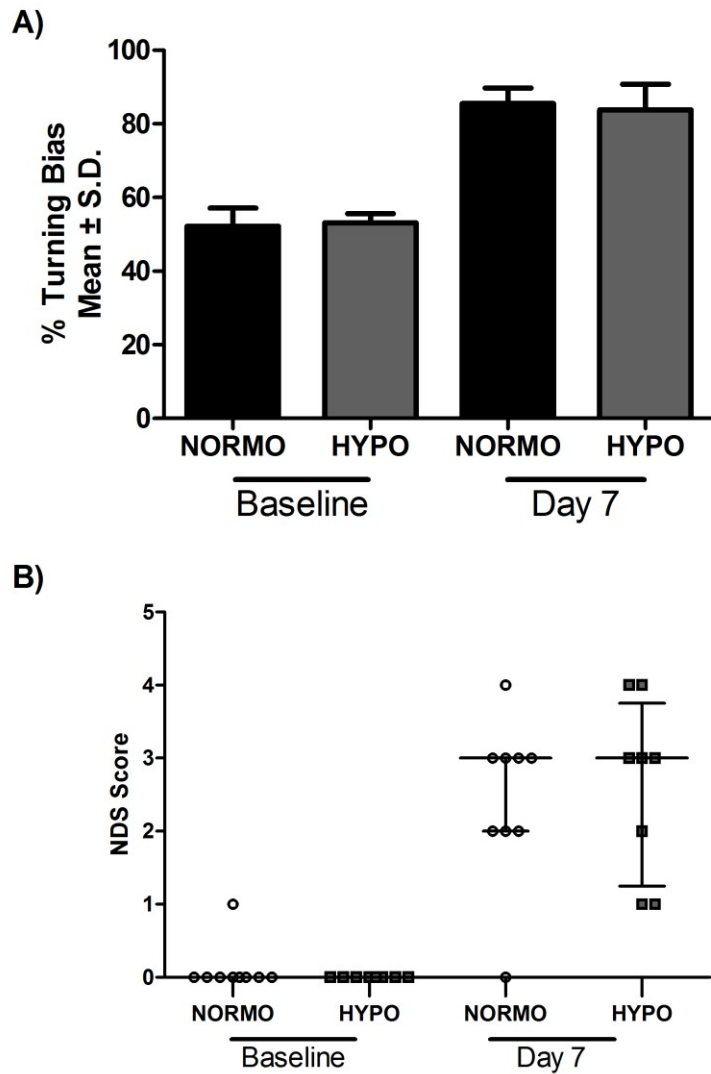 A)
% Turning Bias
Mean ± S.D.
100
80
60
40
20
0
NORMO HYPO NORMO HYPO
Baseline Day 7
B)
NDS Score
5
4
3
2
1
0
NORMO HYPO NORMO HYPO
Baseline Day 7